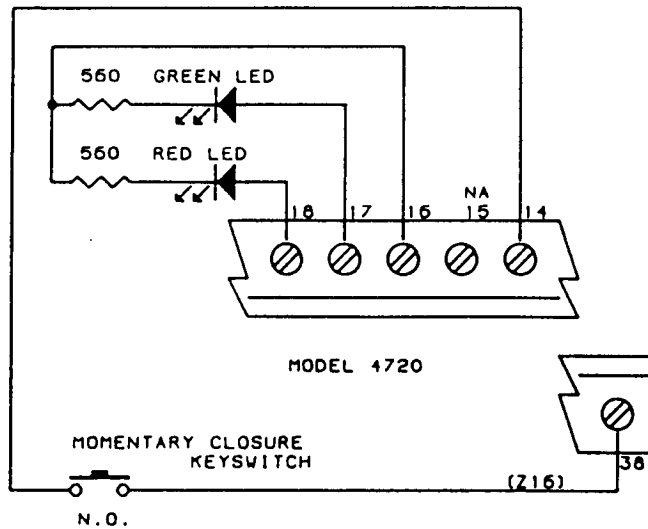 560 GREEN LED
560 RED LED
NA
18 17 16 15 14
MODEL 4720
MOMENTARY CLOSURE
KEYSWITCH
(Z16) 38
N.O.